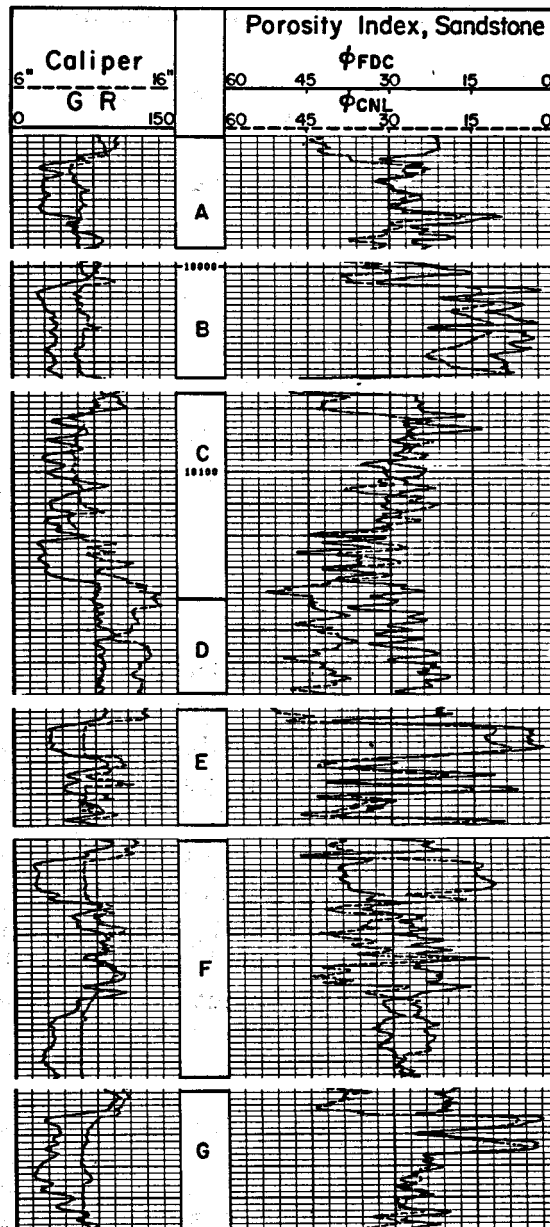 Porosity Index, Sandstone
Caliper
6" 16"
G R
0 150
ϕFDC
60 45 30 15 0
ϕCNL
60 45 30 15 0
A
10000
B
C
10100
D
E
F
G